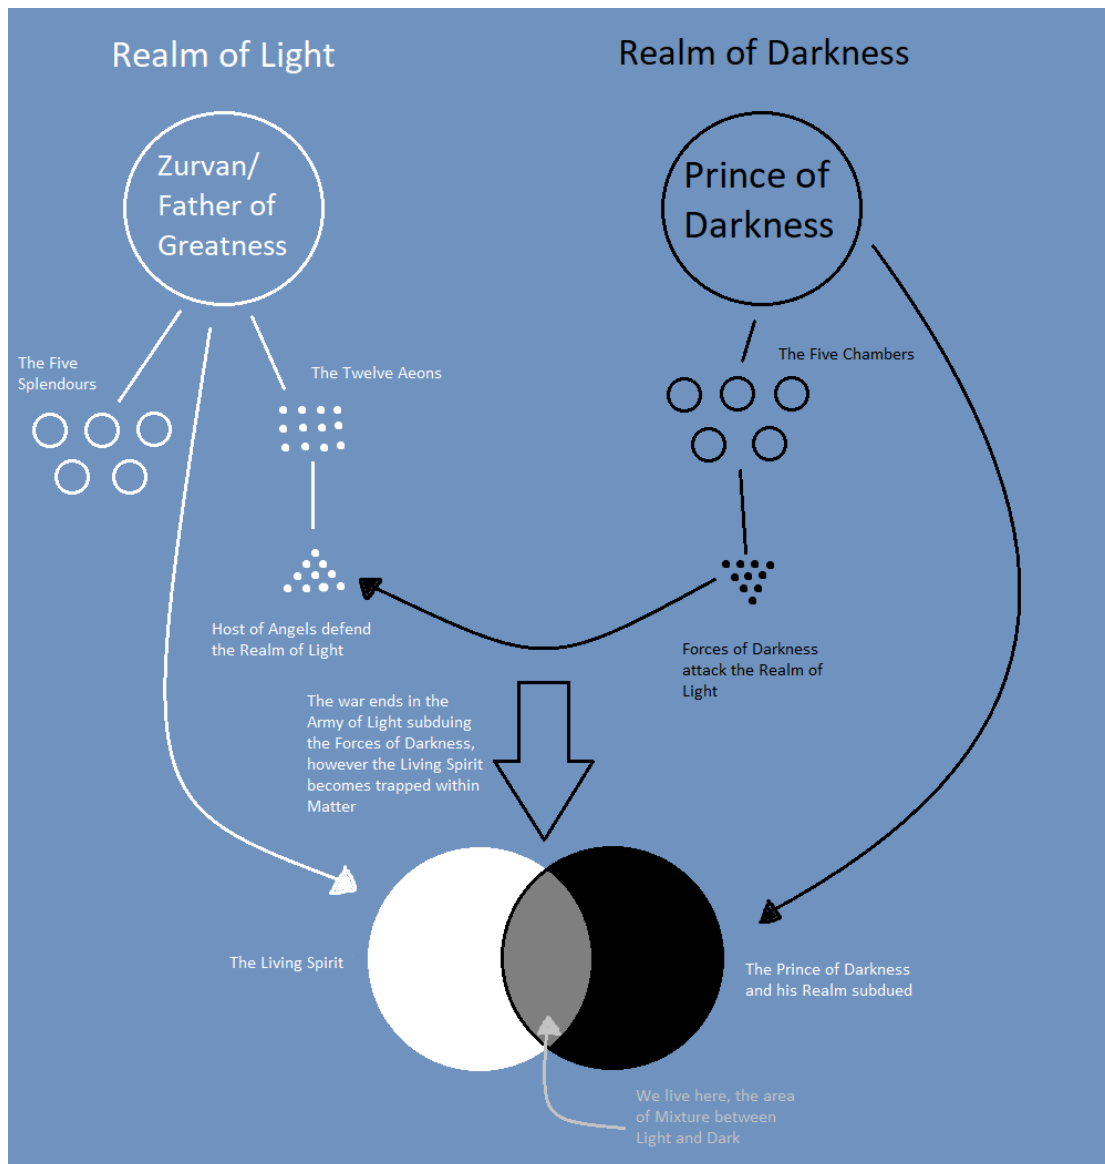 Realm of Light
Realm of Darkness
Zurvan/
Father of
Greatness
Prince of
Darkness
The Five
Splendours
The Twelve Aeons
The Five Chambers
Host of Angels defend
the Realm of Light
Forces of Darkness
attack the Realm of
Light
The war ends in the
Army of Light subduing
the Forces of Darkness,
however the Living Spirit
becomes trapped within
Matter
The Living Spirit
The Prince of Darkness
and his Realm subdued
We live here, the area
of Mixture between
Light and Dark